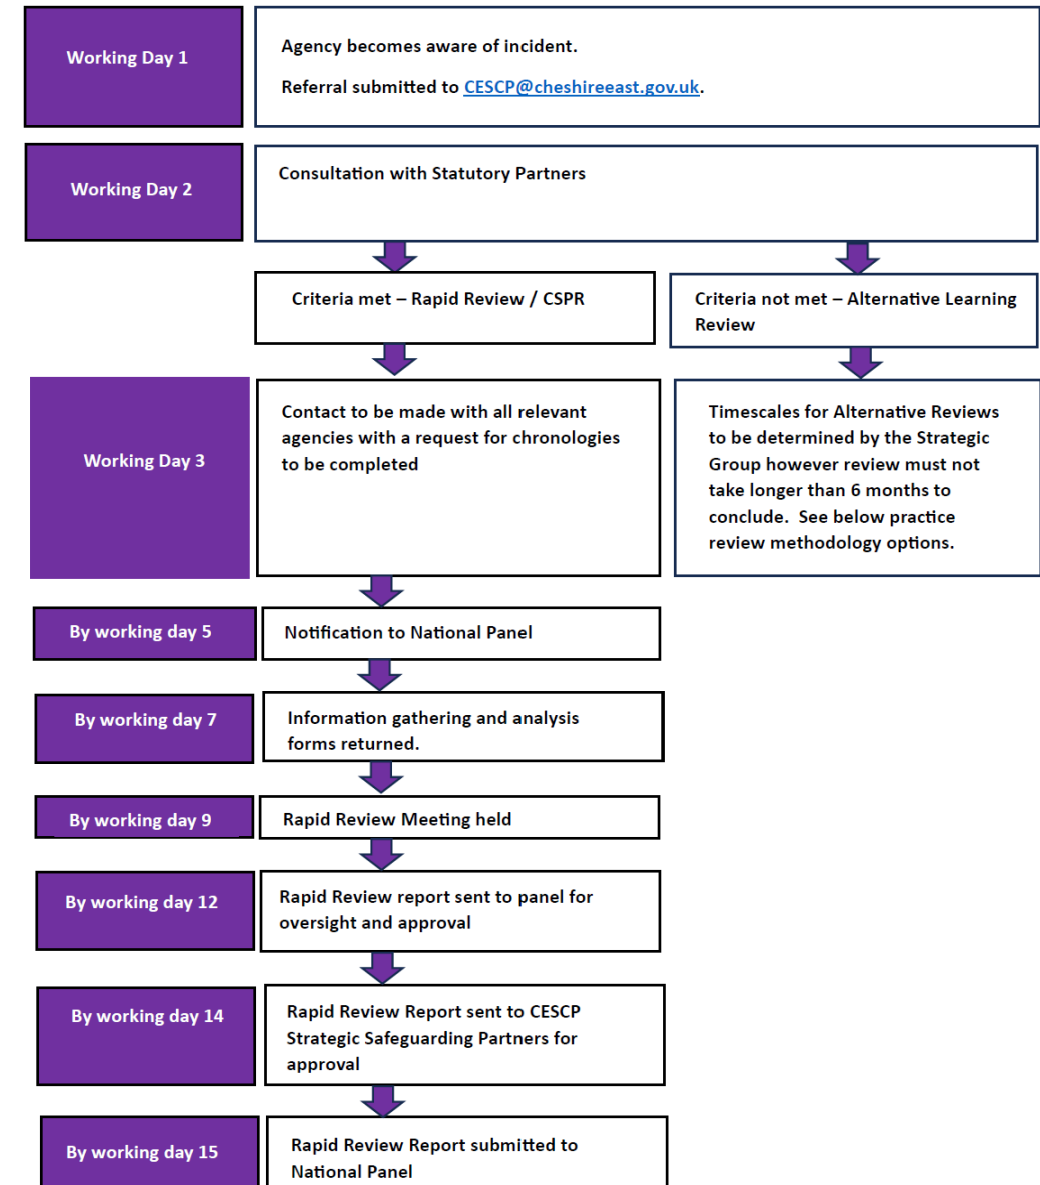 Working Day 1
Agency becomes aware of incident.
Referral submitted to CESCP@cheshireeast.gov.uk.
Working Day 2
Consultation with Statutory Partners
Criteria met – Rapid Review / CSPR
Criteria not met – Alternative Learning
Review
Working Day 3
Contact to be made with all relevant
agencies with a request for chronologies
to be completed
Timescales for Alternative Reviews
to be determined by the Strategic
Group however review must not
take longer than 6 months to
conclude.  See below practice
review methodology options.
By working day 5
Notification to National Panel
By working day 7
Information gathering and analysis
forms returned.
By working day 9
Rapid Review Meeting held
By working day 12
Rapid Review report sent to panel for
oversight and approval
By working day 14
Rapid Review Report sent to CESCP
Strategic Safeguarding Partners for
approval
By working day 15
Rapid Review Report submitted to
National Panel